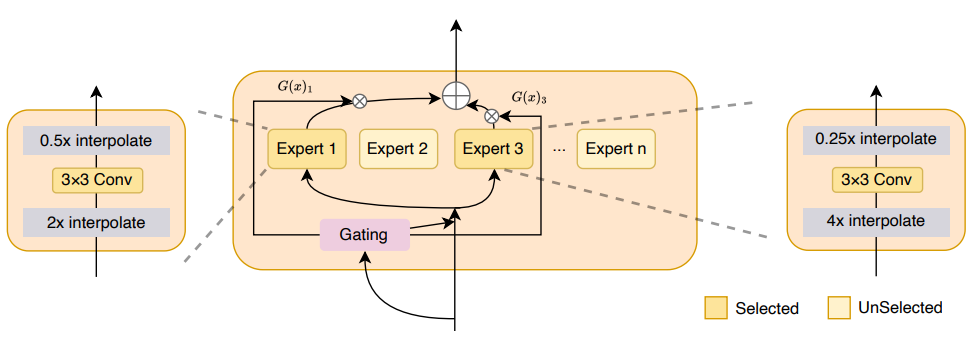 0.5x interpolate
3×3 Conv
2x interpolate
G(x)₁
G(x)₃
Expert 1
Expert 2
Expert 3
...
Expert n
Gating
0.25x interpolate
3×3 Conv
4x interpolate
Selected
UnSelected